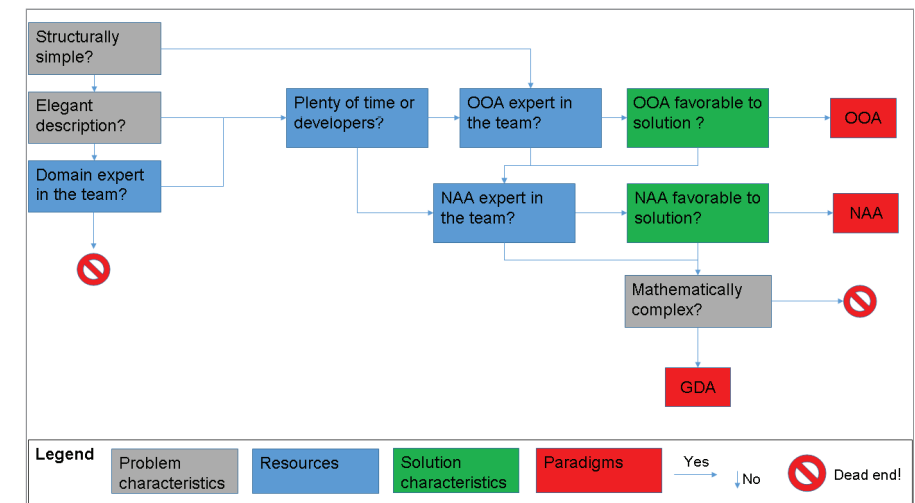 Structurally
simple?
Elegant
description?
Domain expert
in the team?
Plenty of time or
developers?
OOA expert in
the team?
OOA favorable to
solution ?
OOA
NAA expert in
the team?
NAA favorable to
solution?
NAA
Mathematically
complex?
GDA
Legend
Problem
characteristics
Resources
Solution
characteristics
Paradigms
Yes
No
Dead end!